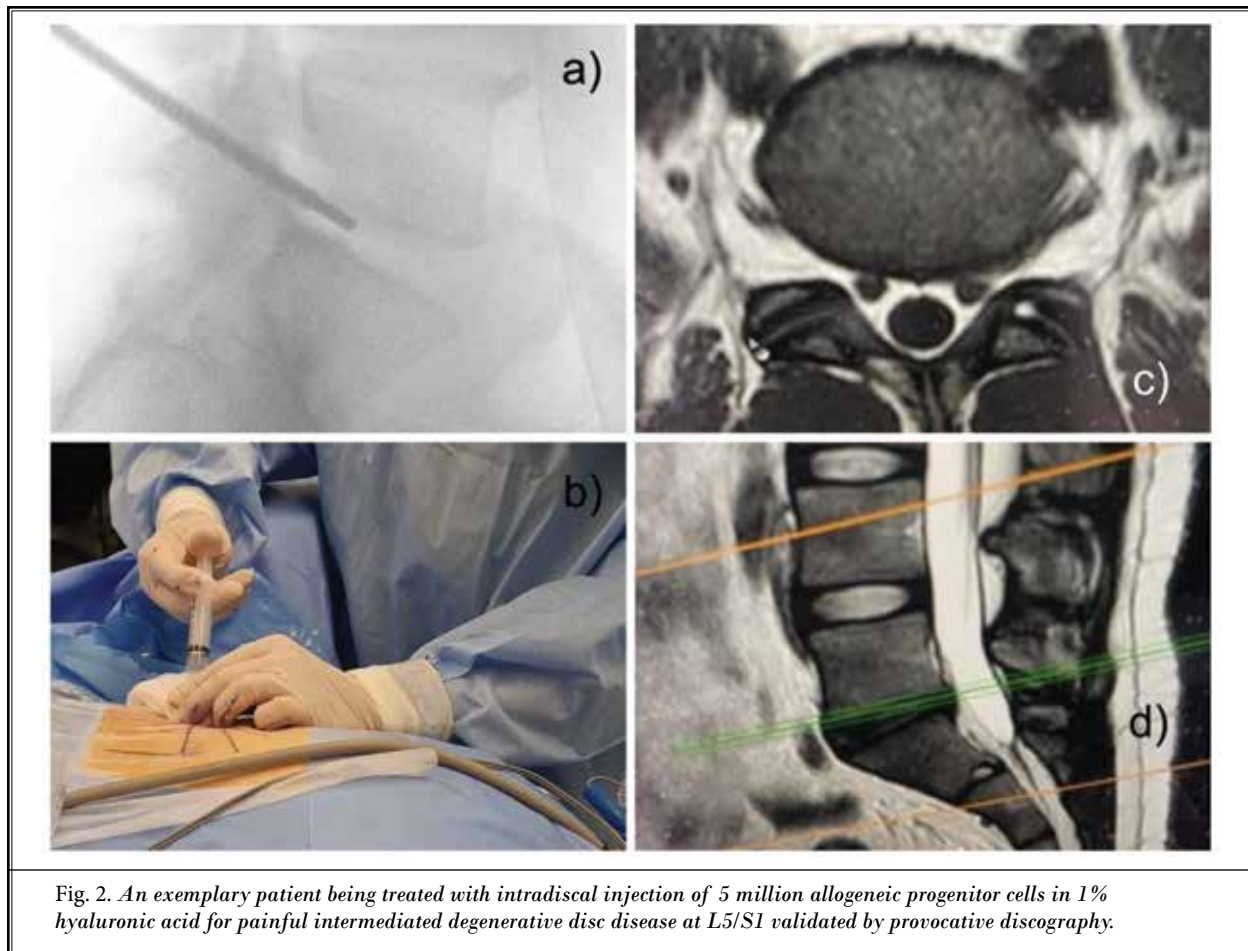 a)
c)
b)
d)
Fig. 2. An exemplary patient being treated with intradiscal injection of 5 million allogeneic progenitor cells in 1%
hyaluronic acid for painful intermediated degenerative disc disease at L5/S1 validated by provocative discography.